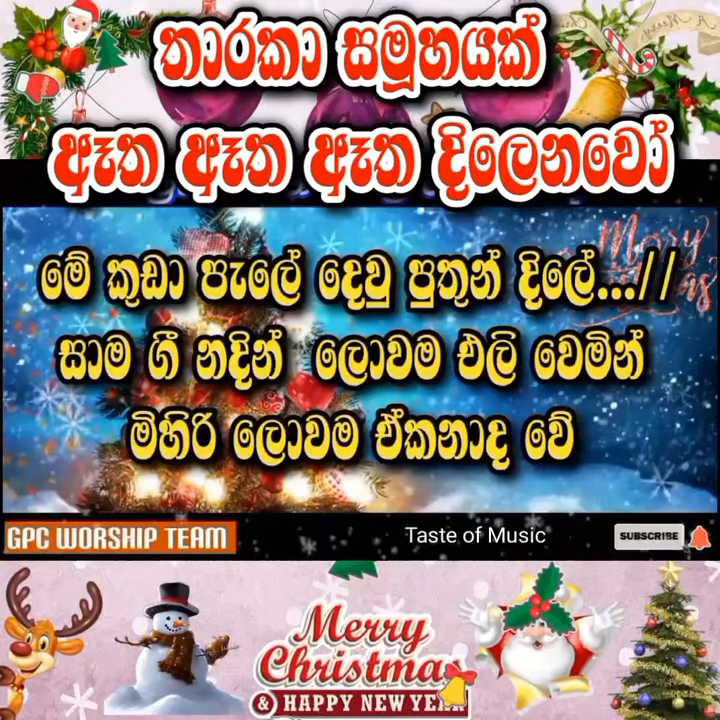 තාරකා සමූහයක්
ඈත ඈත ඈත දිලෙනවෝ
Merry
මේ කුඩා පැලේ දෙවු පුතුන් දිලේ...//
සාම ගී නදින් ලොවම එලි වෙමින්
මිහිරි ලොවම ඒකනාද වේ
GPC WORSHIP TEAM
Taste of Music
SUBSCRIBE
Merry
Christmas
& HAPPY NEW YEAR